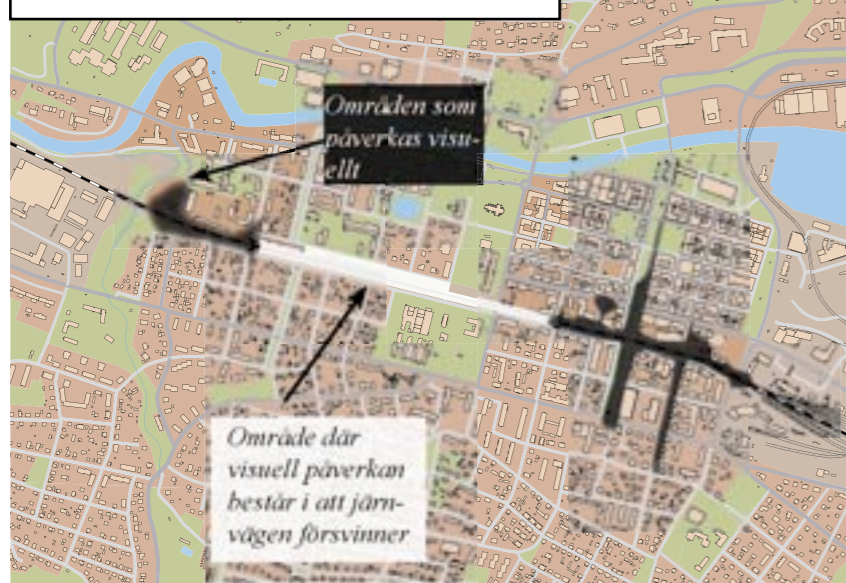 Områden som
påverkas visu-
ellt
Område där
visuell påverkan
består i att järn-
vägen försvinner